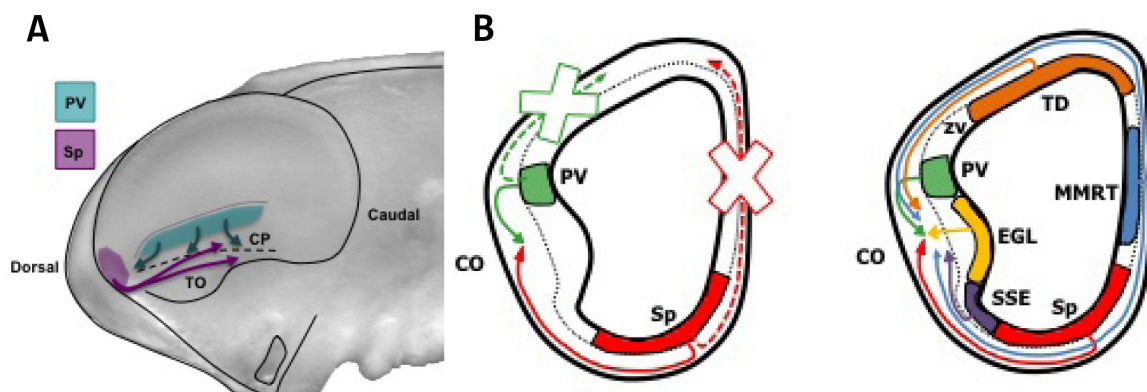 A
PV
Sp
Dorsal
CP
TO
Caudal
B
PV
CO
Sp
TD
ZV
PV
MMRT
EGL
CO
SSE
Sp